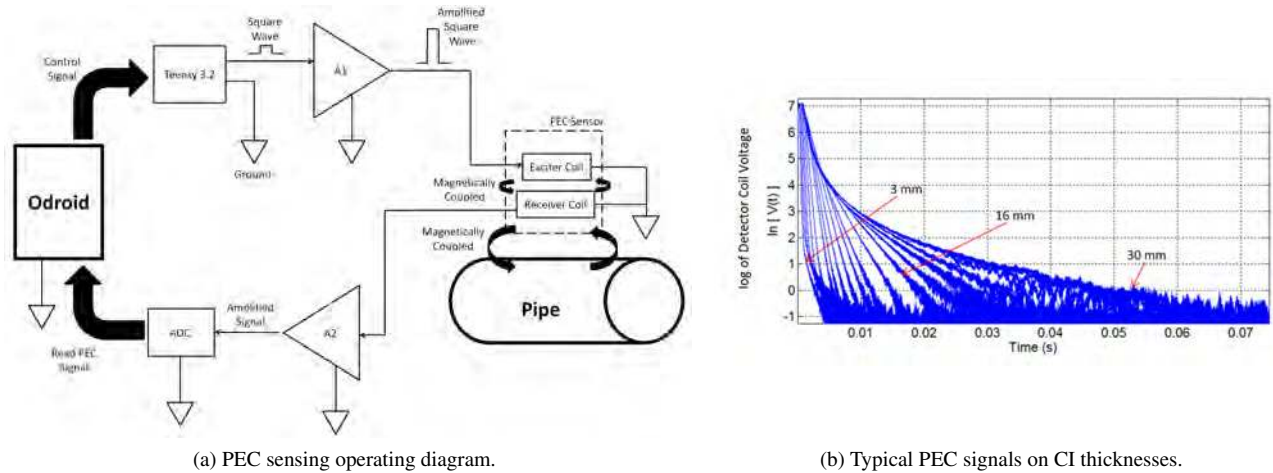 Square
Wave
Amplified
Square
Wave
Control
Signal
Teensy 3.2
A1
PEC Sensor
Ground
Exciter Coil
Magnetically
Coupled
Receiver Coil
Odroid
Magnetically
Coupled
Pipe
Amplified
Signal
ADC
A2
Read PEC
Signal
(a) PEC sensing operating diagram.
log of Detector Coil Voltage
ln [ V(t) ]
7
6
5
4
3
2
1
0
-1
3 mm
16 mm
30 mm
0.01 0.02 0.03 0.04 0.05 0.06 0.07
Time (s)
(b) Typical PEC signals on CI thicknesses.